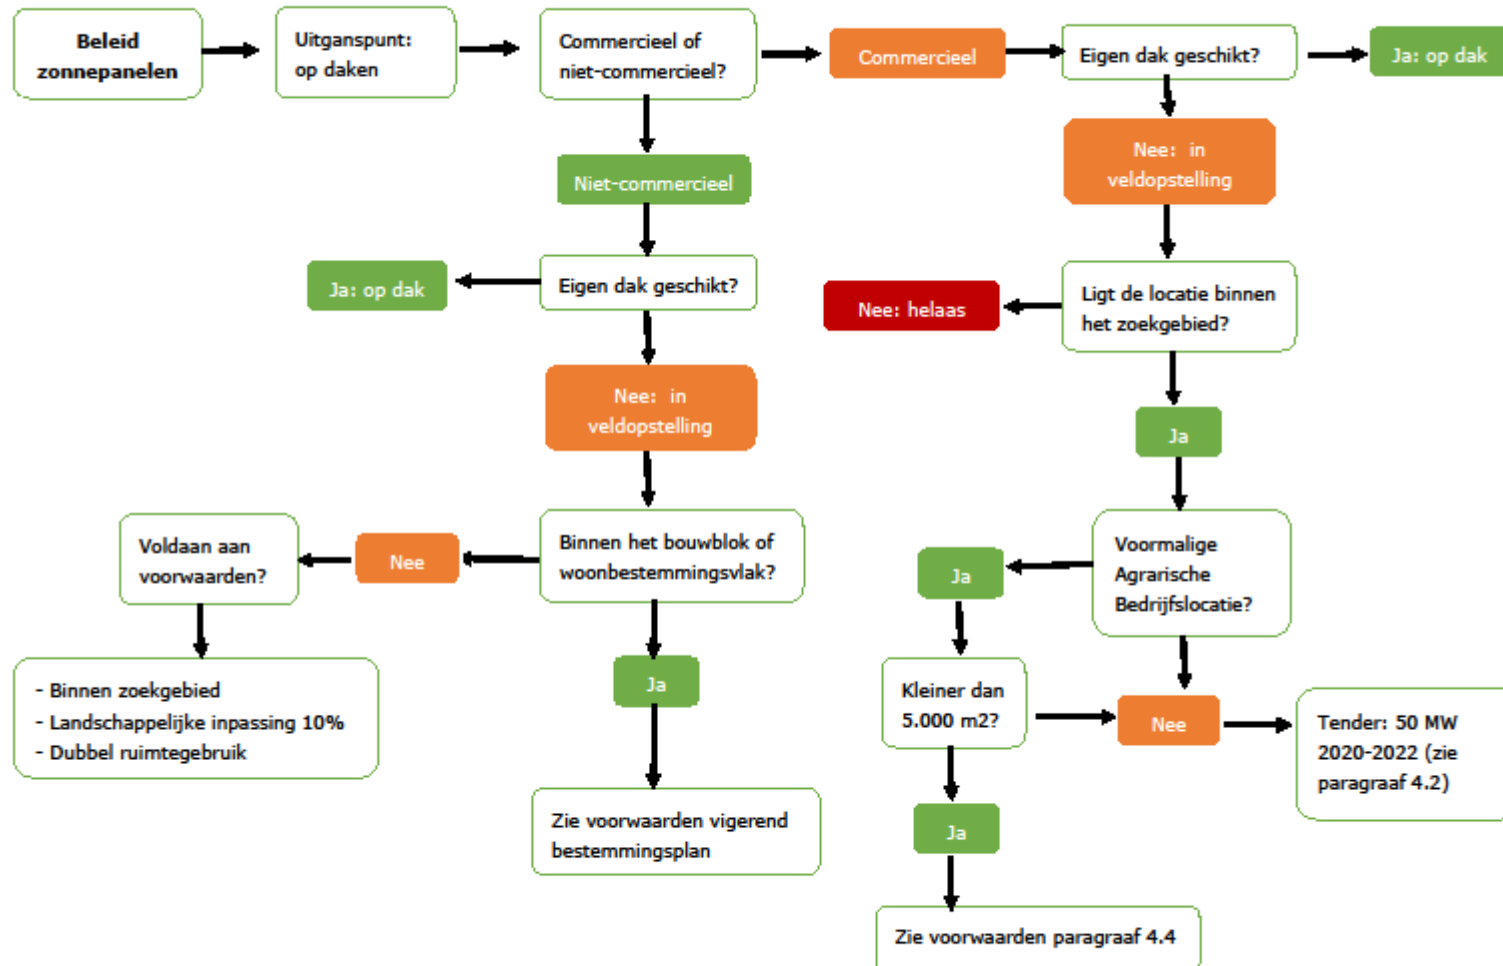 Beleid
zonnepanelen
Uitganspunt:
op daken
Commercieel of
niet-commercieel?
Commercieel
Eigen dak geschikt?
Ja: op dak
Nee: in
veldopstelling
Niet-commercieel
Ja: op dak
Eigen dak geschikt?
Nee: helaas
Ligt de locatie binnen
het zoekgebied?
Nee: in
veldopstelling
Ja
Voldaan aan
voorwaarden?
Nee
Binnen het bouwblok of
woonbestemmingsvlak?
Ja
Voormalige
Agrarische
Bedrijfslocatie?
- Binnen zoekgebied
- Landschappelijke inpassing 10%
- Dubbel ruimtegebruik
Ja
Kleiner dan
5.000 m2?
Nee
Tender: 50 MW
2020-2022 (zie
paragraaf 4.2)
Zie voorwaarden vigerend
bestemmingsplan
Ja
Zie voorwaarden paragraaf 4.4